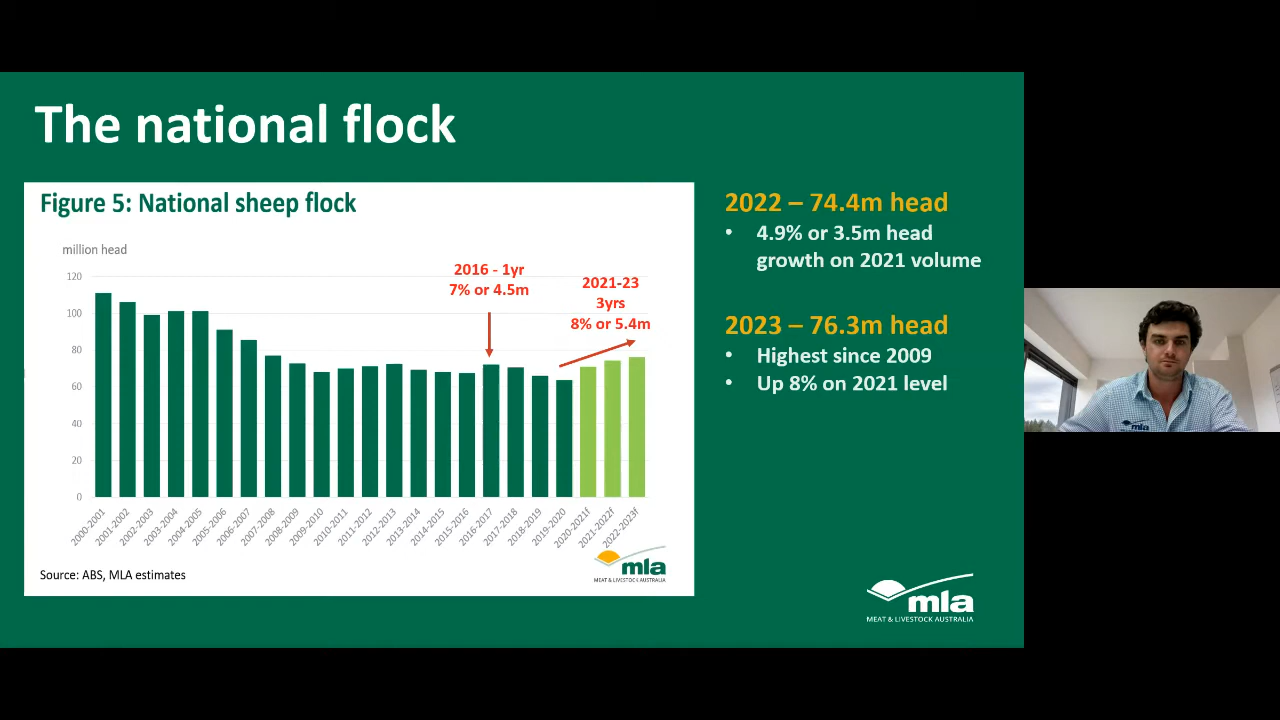 The national flock
Figure 5: National sheep flock
million head
120
100
80
60
40
20
0
2016 - 1yr
7% or 4.5m
2021-23
3yrs
8% or 5.4m
2000-2001
2001-2002
2002-2003
2003-2004
2004-2005
2005-2006
2006-2007
2007-2008
2008-2009
2009-2010
2010-2011
2011-2012
2012-2013
2013-2014
2014-2015
2015-2016
2016-2017
2017-2018
2018-2019
2019-2020
2020-2021f
2021-2022f
2022-2023f
Source: ABS, MLA estimates
mla
MEAT & LIVESTOCK AUSTRALIA
2022 – 74.4m head
• 4.9% or 3.5m head
growth on 2021 volume
2023 – 76.3m head
• Highest since 2009
• Up 8% on 2021 level
mla
MEAT & LIVESTOCK AUSTRALIA
mla